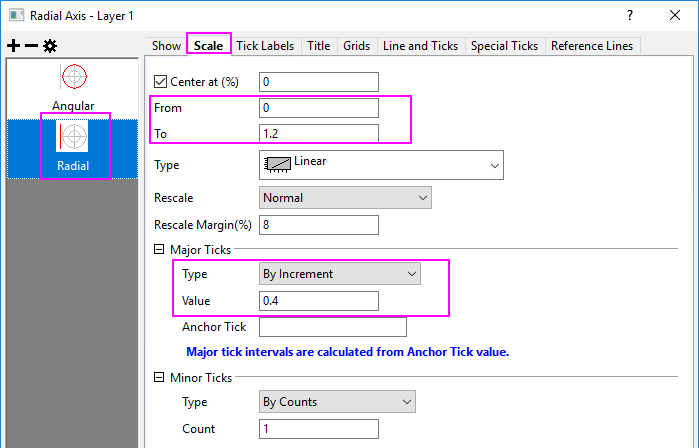 Radial Axis - Layer 1
?
Show Scale Tick Labels Title Grids Line and Ticks Special Ticks Reference Lines
Angular
Radial
Center at (%) 0
From 0
To 1.2
Type Linear
Rescale Normal
Rescale Margin(%) 8
Major Ticks
Type By Increment
Value 0.4
Anchor Tick
Major tick intervals are calculated from Anchor Tick value.
Minor Ticks
Type By Counts
Count 1